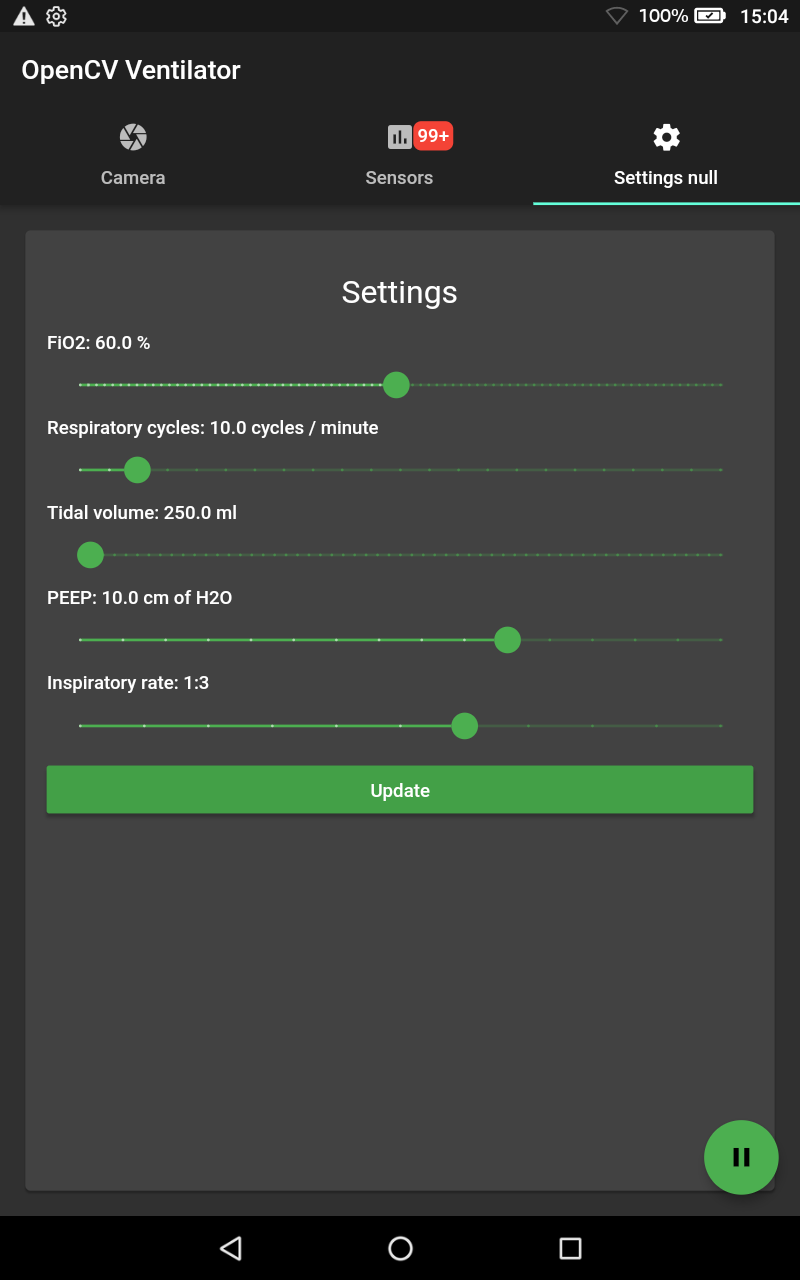 100% 15:04
OpenCV Ventilator
99+
Camera Sensors Settings null
Settings
FiO2: 60.0 %
Respiratory cycles: 10.0 cycles / minute
Tidal volume: 250.0 ml
PEEP: 10.0 cm of H2O
Inspiratory rate: 1:3
Update